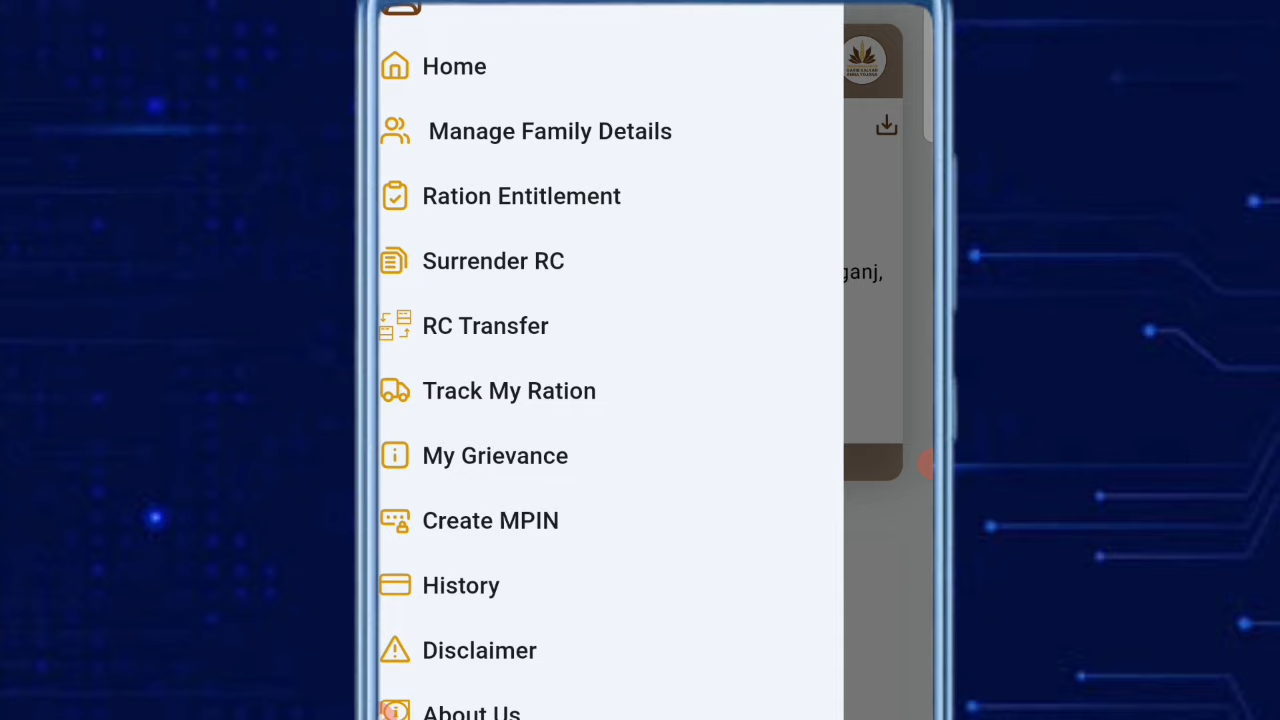 Home
Manage Family Details
Ration Entitlement
Surrender RC
ganj,
RC Transfer
Track My Ration
My Grievance
Create MPIN
History
Disclaimer
About Us